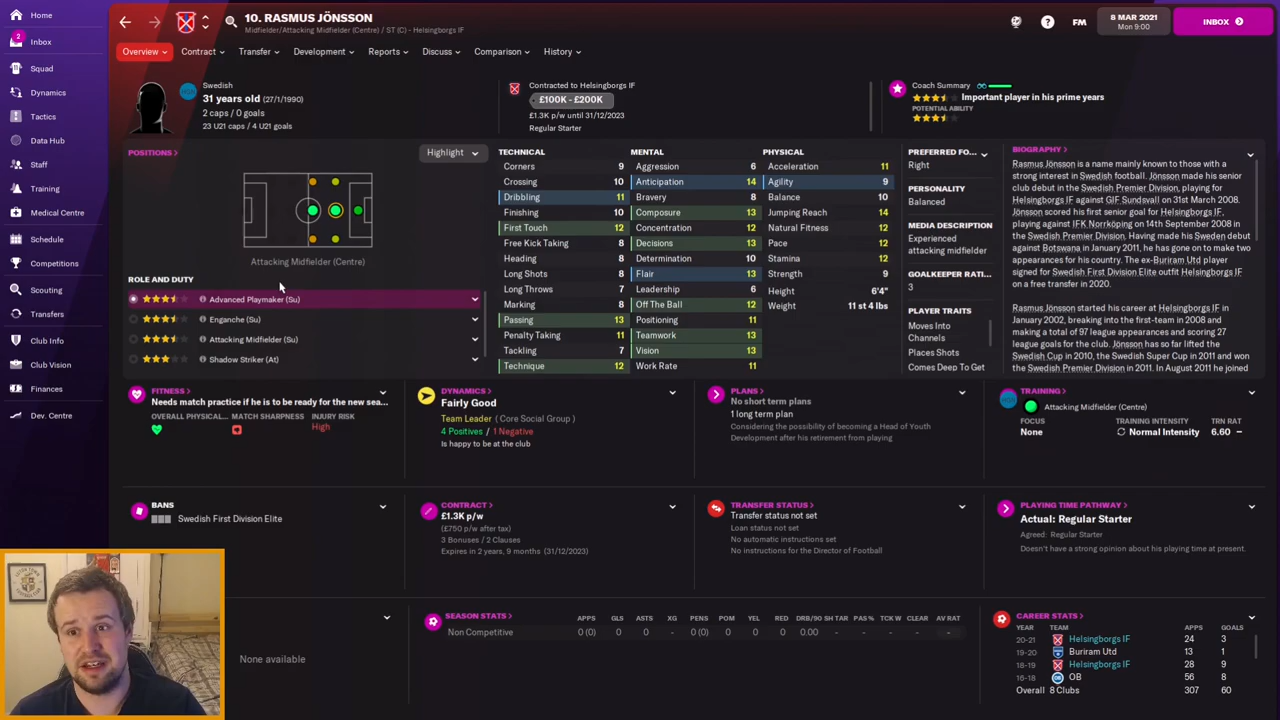 Home
Inbox
2
Squad
Dynamics
Tactics
Data Hub
Staff
Training
Medical Centre
Schedule
Competitions
Scouting
Transfers
Club Info
Club Vision
Finances
Dev. Centre
10. RASMUS JÖNSSON
Midfielder/Attacking Midfielder (Centre) / ST (C) - Helsingborgs IF
FM
8 MAR 2021
Mon 9:00
INBOX
Overview
Contract
Transfer
Development
Reports
Discuss
Comparison
History
Swedish
31 years old (27/1/1990)
2 caps / 0 goals
23 U21 caps / 4 U21 goals
Contracted to Helsingborgs IF
£100K - £200K
£1.3K p/w until 31/12/2023
Regular Starter
Coach Summary
Important player in his prime years
POTENTIAL ABILITY
POSITIONS
Highlight
Attacking Midfielder (Centre)
ROLE AND DUTY
Advanced Playmaker (Su)
Enganche (Su)
Attacking Midfielder (Su)
Shadow Striker (At)
TECHNICAL
Corners 9
Crossing 10
Dribbling 11
Finishing 10
First Touch 12
Free Kick Taking 8
Heading 8
Long Shots 8
Long Throws 7
Marking 8
Passing 13
Penalty Taking 11
Tackling 7
Technique 12
MENTAL
Aggression 6
Anticipation 14
Bravery 8
Composure 13
Concentration 12
Decisions 13
Determination 10
Flair 13
Leadership 6
Off The Ball 12
Positioning 11
Teamwork 13
Vision 13
Work Rate 11
PHYSICAL
Acceleration 11
Agility 9
Balance 10
Jumping Reach 14
Natural Fitness 12
Pace 12
Stamina 12
Strength 9
Height 6'4"
Weight 11 st 4 lbs
PREFERRED FO...
Right
PERSONALITY
Balanced
MEDIA DESCRIPTION
Experienced
attacking midfielder
GOALKEEPER RATI...
3
PLAYER TRAITS
Moves Into
Channels
Places Shots
Comes Deep To Get
BIOGRAPHY
Rasmus Jönsson is a name mainly known to those with a
strong interest in Swedish football. Jönsson made his
senior club debut in the Swedish Premier Division, playing for
Helsingborgs IF against GIF Sundsvall on 31st March 2008.
Jönsson scored his first senior goal for Helsingborgs IF,
playing against IFK Norrköping on 14th September 2008 in
the Swedish Premier Division. Having made his Sweden debut
against Botswana in January 2011, he has gone on to make two
appearances for his country. The ex-Buriram Utd player
signed for Swedish First Division Elite outfit Helsingborgs IF
on a free transfer in 2020.
Rasmus Jönsson started his career at Helsingborgs IF in
January 2002, breaking into the first-team in 2008 and
making a total of 97 league appearances and scoring 27
league goals for the club. Jönsson has so far lifted the
Swedish Cup in 2010, the Swedish Super Cup in 2011 and won
the Swedish Premier Division in 2011. In August 2011 he joined
FITNESS
Needs match practice if he is to be ready for the new sea...
OVERALL PHYSICAL... MATCH SHARPNESS INJURY RISK
High
DYNAMICS
Fairly Good
Team Leader ( Core Social Group )
4 Positives / 1 Negative
Is happy to be at the club
PLANS
No short term plans
1 long term plan
Considering the possibility of becoming a Head of Youth
Development after his retirement from playing
TRAINING
Attacking Midfielder (Centre)
FOCUS TRAINING INTENSITY TRN RAT
None Normal Intensity 6.60 –
BANS
Swedish First Division Elite
CONTRACT
£1.3K p/w
(£750 p/w after tax)
3 Bonuses / 2 Clauses
Expires in 2 years, 9 months (31/12/2023)
TRANSFER STATUS
Transfer status not set
Loan status not set
No automatic instructions set
No instructions for the Director of Football
PLAYING TIME PATHWAY
Actual: Regular Starter
Agreed: Regular Starter
Doesn't have a strong opinion about his playing time at present.
None available
SEASON STATS APPS GLS ASTS XG PENS POM YEL RED DRB/90 SH TAR PAS % TCK W CLEAR AV RAT
Non Competitive 0 (0) 0 0 - 0 (0) 0 0 0 0.00 - - - - -
CAREER STATS
YEAR TEAM APPS GOALS
20-21 Helsingborgs IF 24 3
19-20 Buriram Utd 13 1
18-19 Helsingborgs IF 28 9
16-18 OB 56 8
Overall 8 Clubs 307 60